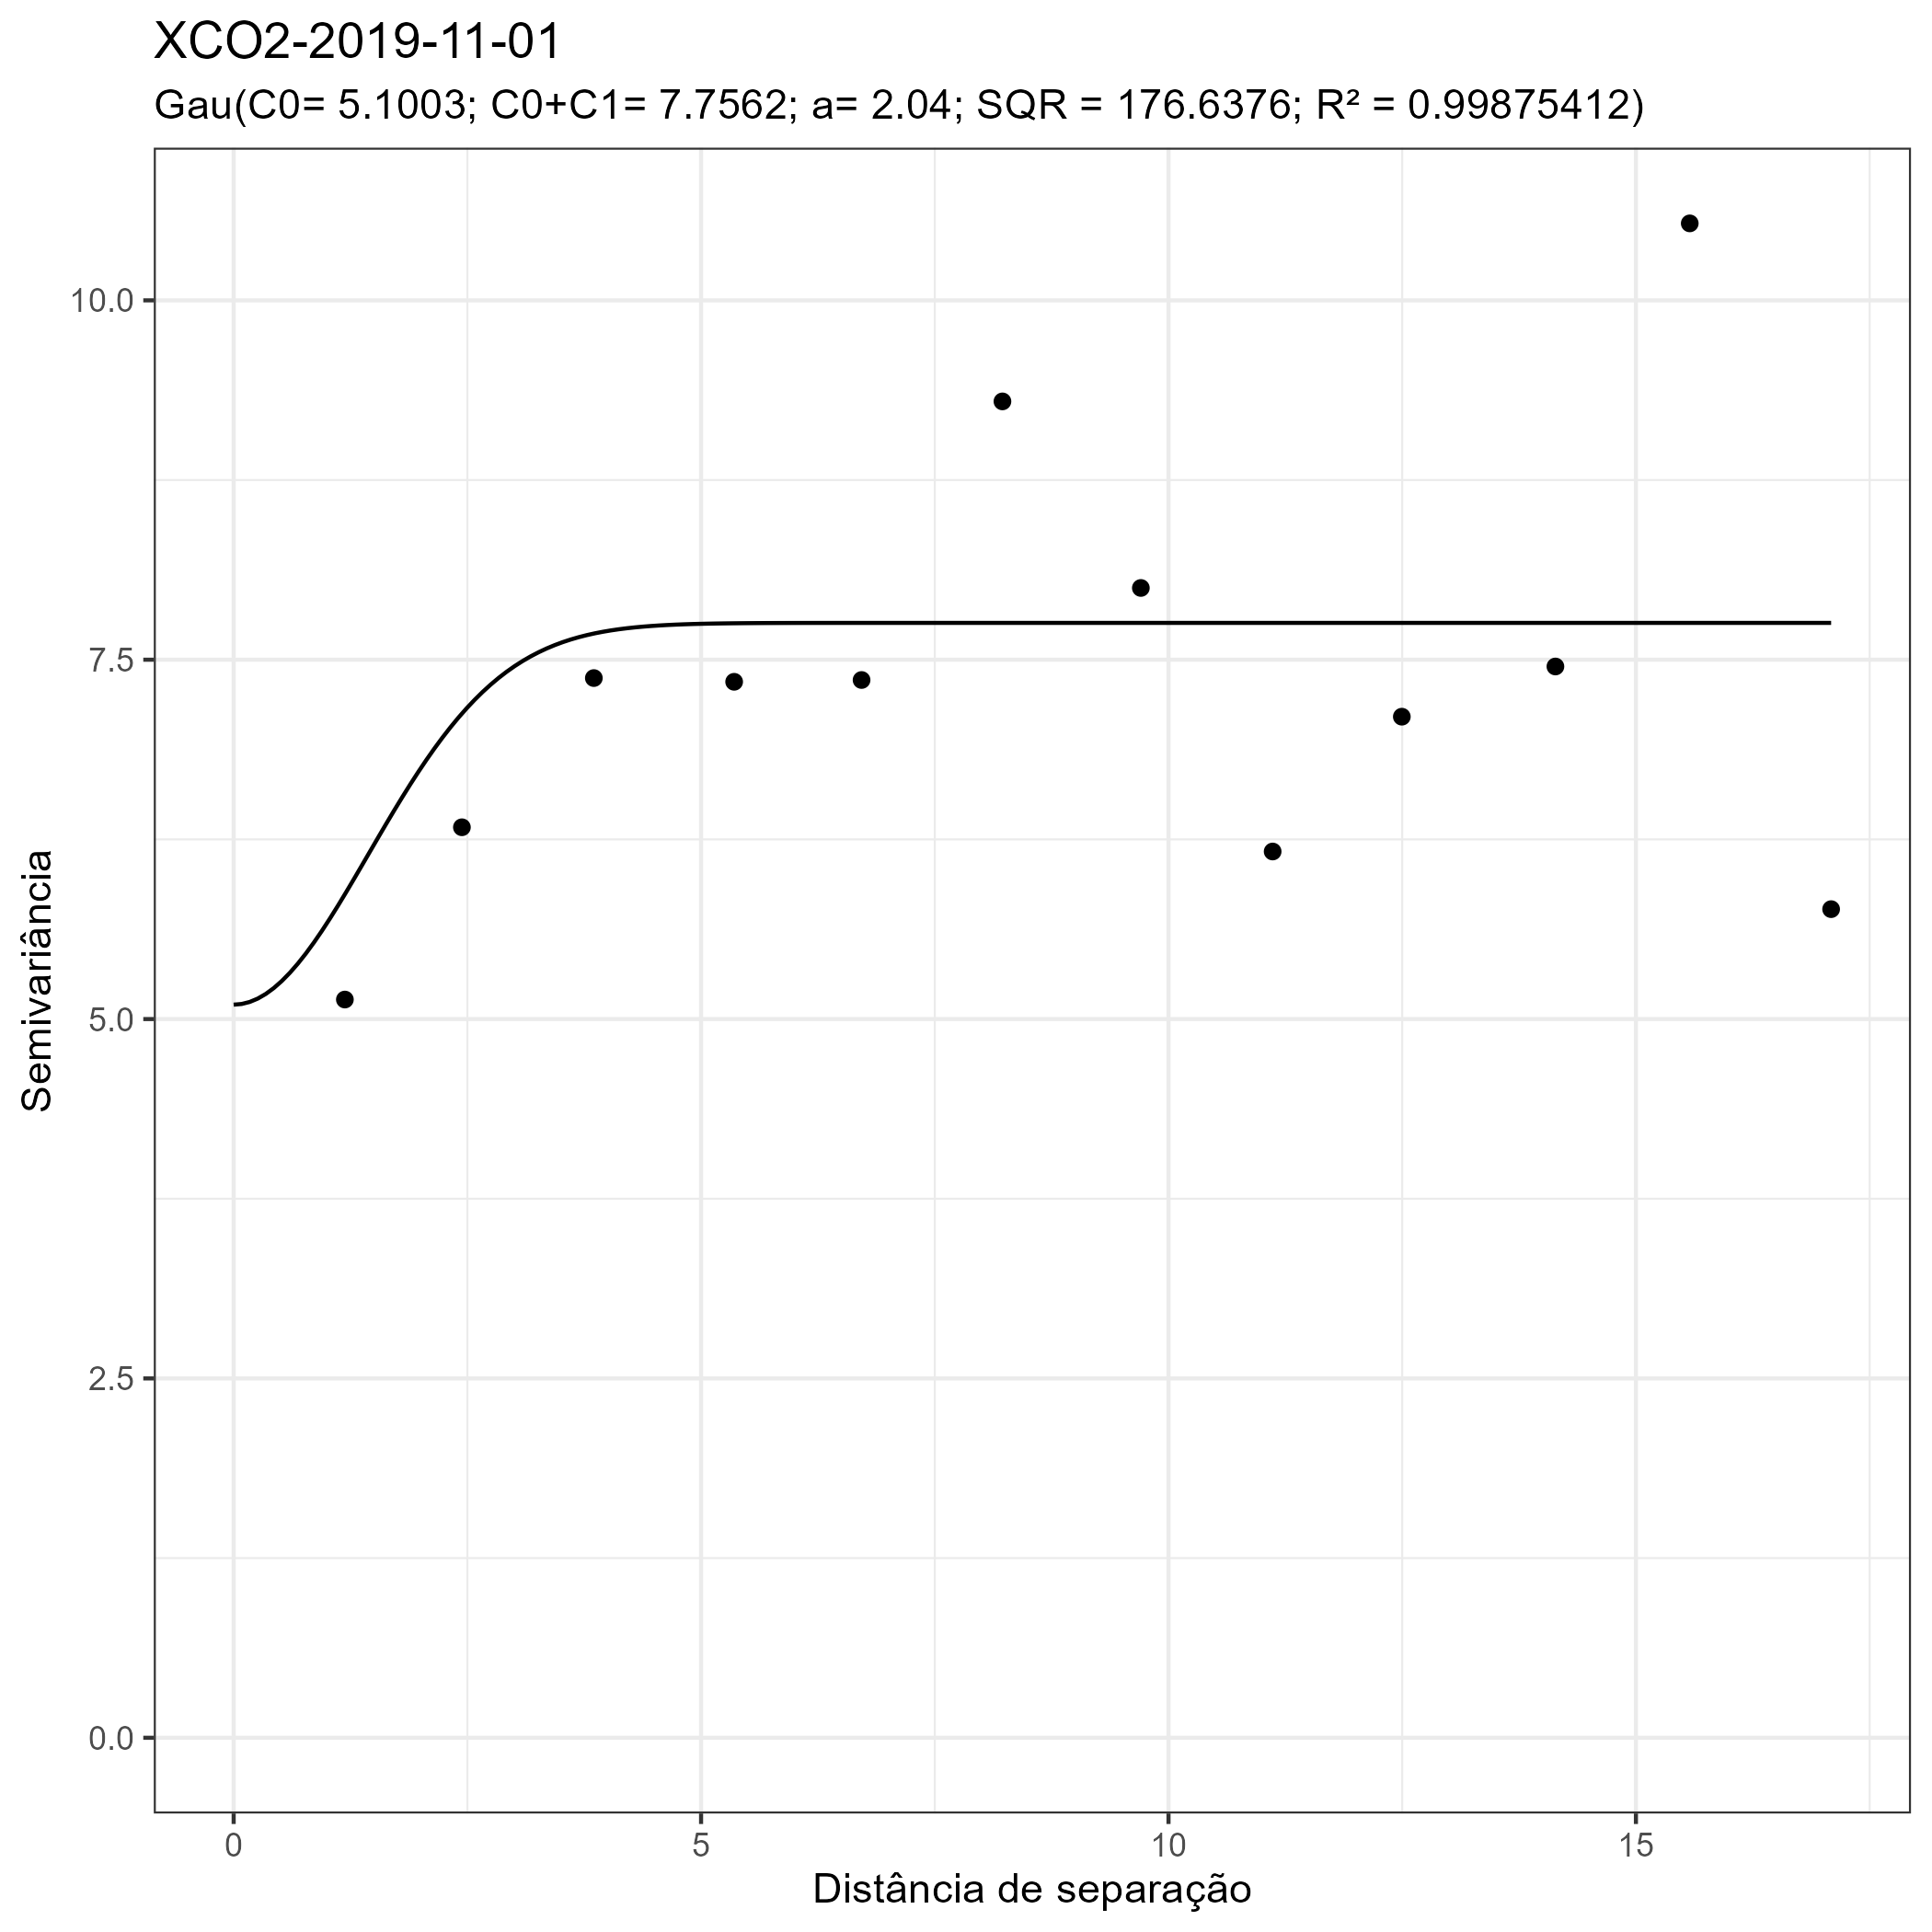 XCO2-2019-11-01
Gau(C0= 5.1003; C0+C1= 7.7562; a= 2.04; SQR = 176.6376; R² = 0.99875412)
10.0
7.5
5.0
2.5
0.0
Semivariância
0
5
10
15
Distância de separação